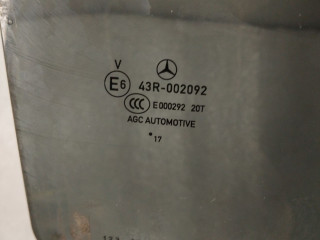 V
E6 43R-002092
CCC E000292 20T
AGC AUTOMOTIVE
17